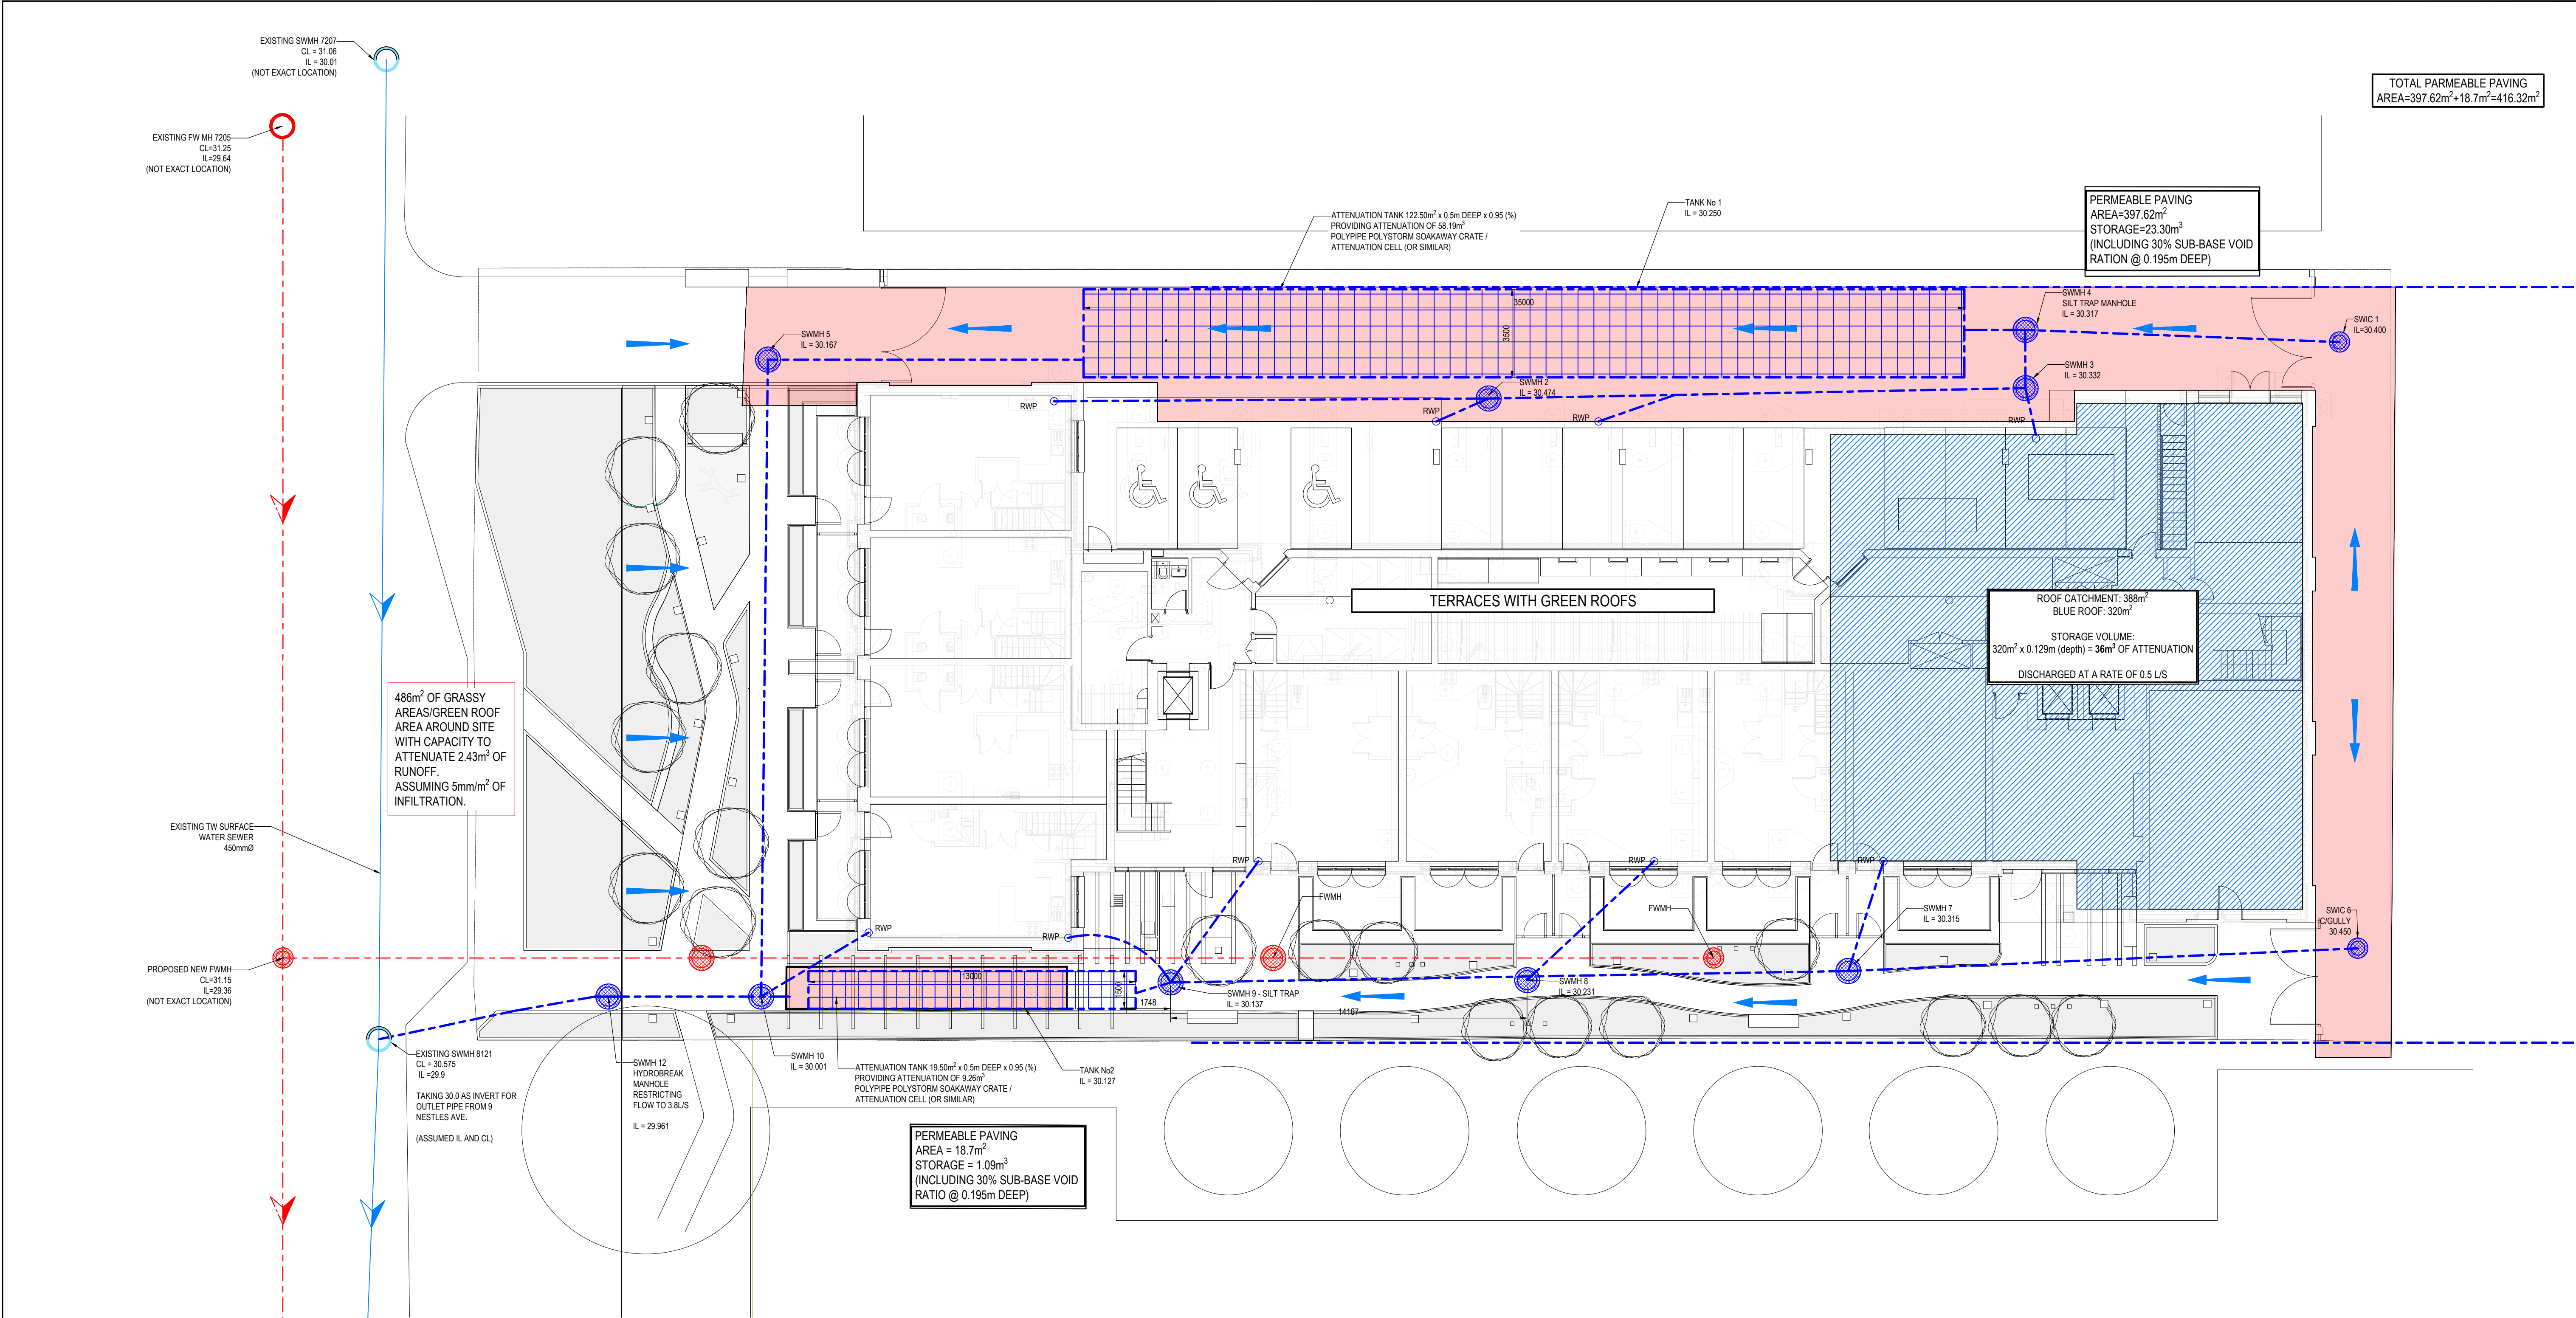 EXISTING SWMH 7207
CL = 31.06
IL = 30.01
(NOT EXACT LOCATION)
EXISTING FW MH 7205
CL=31.25
IL=29.64
(NOT EXACT LOCATION)
TOTAL PARMEABLE PAVING
AREA=397.62m²+18.7m²=416.32m²
PERMEABLE PAVING
AREA=397.62m²
STORAGE=23.30m³
(INCLUDING 30% SUB-BASE VOID
RATION @ 0.195m DEEP)
ATTENUATION TANK 122.50m² x 0.5m DEEP x 0.95 (%)
PROVIDING ATTENUATION OF 58.19m³
POLYPIPE POLYSTORM SOAKAWAY CRATE /
ATTENUATION CELL (OR SIMILAR)
TANK No 1
IL = 30.250
35000
3500
SWMH 4
SILT TRAP MANHOLE
IL = 30.317
SWIC 1
IL=30.400
SWMH 5
IL = 30.167
SWMH 3
IL = 30.332
SWMH 2
IL = 30.474
RWP
RWP
RWP
RWP
TERRACES WITH GREEN ROOFS
ROOF CATCHMENT: 388m²
BLUE ROOF: 320m²
STORAGE VOLUME:
320m² x 0.129m (depth) = 36m³ OF ATTENUATION
DISCHARGED AT A RATE OF 0.5 L/S
486m² OF GRASSY
AREAS/GREEN ROOF
AREA AROUND SITE
WITH CAPACITY TO
ATTENUATE 2.43m³ OF
RUNOFF.
ASSUMING 5mm/m² OF
INFILTRATION.
EXISTING TW SURFACE
WATER SEWER
450mmØ
RWP
RWP
RWP
RWP
RWP
FWMH
FWMH
SWMH 7
IL = 30.315
SWIC 6
IC/GULLY
30.450
PROPOSED NEW FWMH
CL=31.15
IL=29.36
(NOT EXACT LOCATION)
13000
1500
1748
SWMH 9 - SILT TRAP
IL = 30.137
SWMH 8
IL = 30.231
14167
EXISTING SWMH 8121
CL = 30.575
IL =29.9
TAKING 30.0 AS INVERT FOR
OUTLET PIPE FROM 9
NESTLES AVE.
(ASSUMED IL AND CL)
SWMH 12
HYDROBREAK
MANHOLE
RESTRICTING
FLOW TO 3.8L/S
IL = 29.961
SWMH 10
IL = 30.001
ATTENUATION TANK 19.50m² x 0.5m DEEP x 0.95 (%)
PROVIDING ATTENUATION OF 9.26m³
POLYPIPE POLYSTORM SOAKAWAY CRATE /
ATTENUATION CELL (OR SIMILAR)
TANK No2
IL = 30.127
PERMEABLE PAVING
AREA = 18.7m²
STORAGE = 1.09m³
(INCLUDING 30% SUB-BASE VOID
RATIO @ 0.195m DEEP)